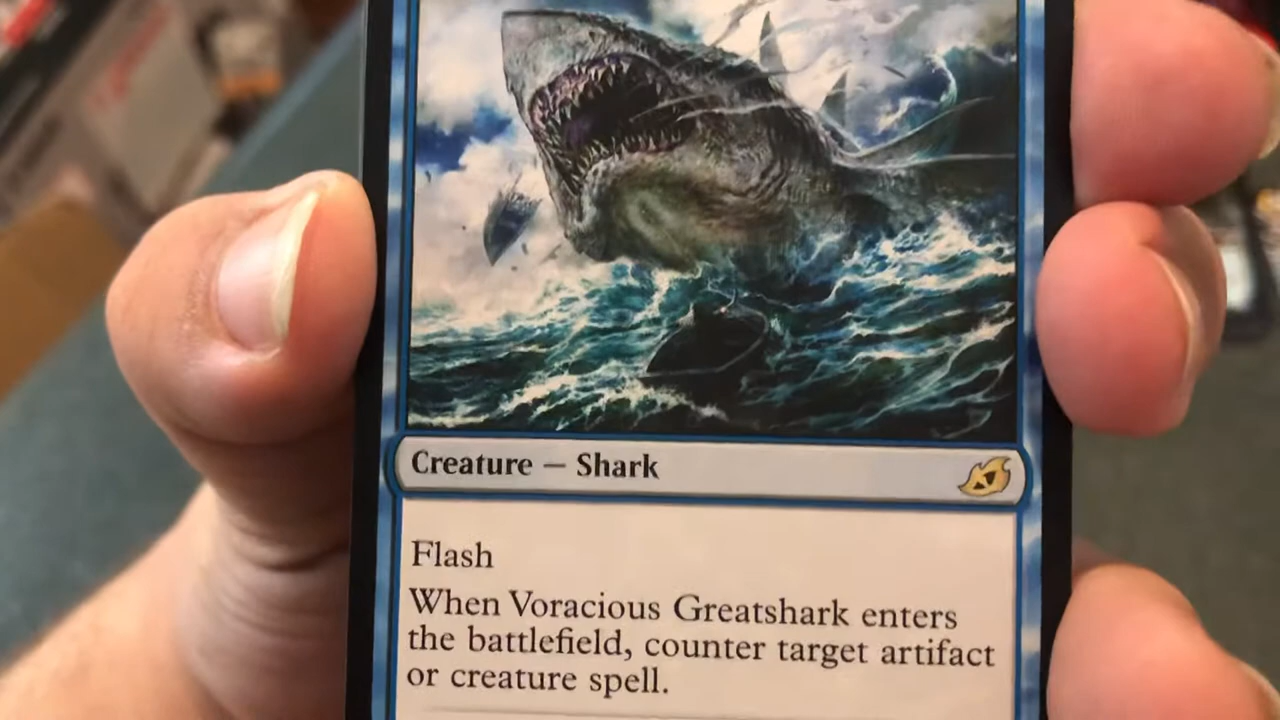 Creature — Shark
Flash
When Voracious Greatshark enters
the battlefield, counter target artifact
or creature spell.